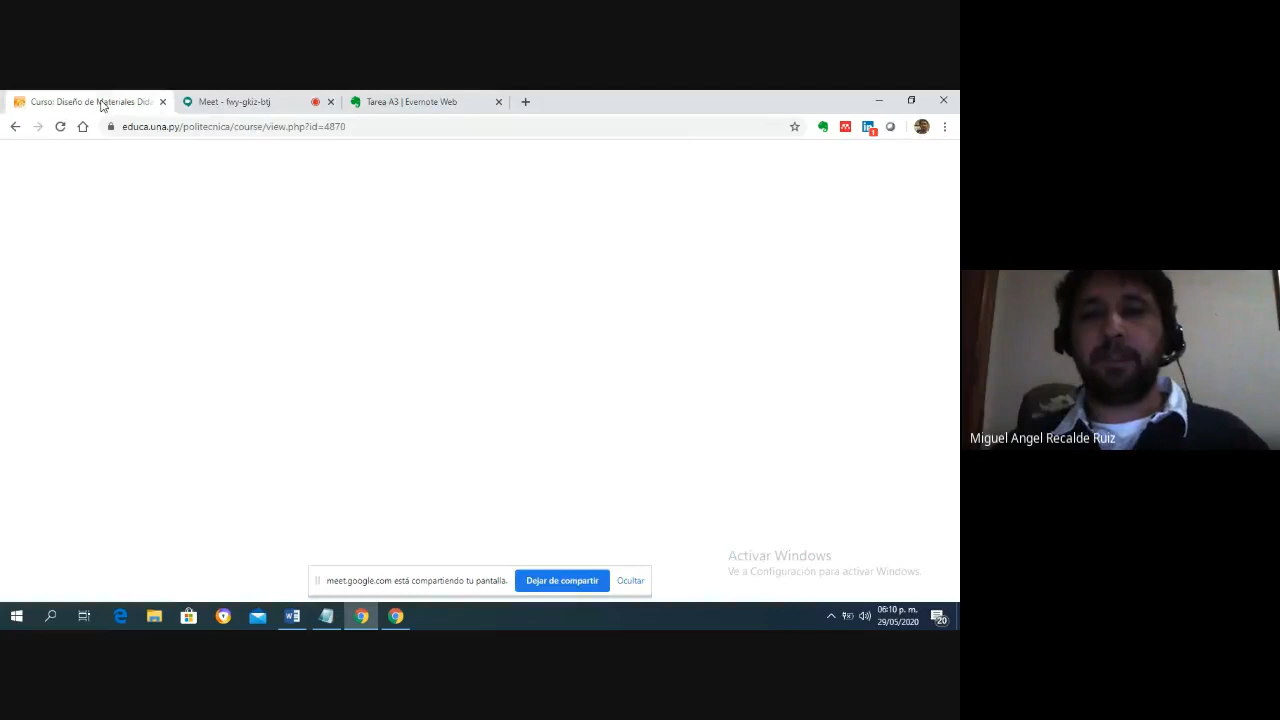 Curso: Diseño de Materiales Dida
Meet - fwy-gkiz-btj
Tarea A3 | Evernote Web
educa.una.py/politecnica/course/view.php?id=4870
1
Miguel Angel Recalde Ruiz
Activar Windows
Ve a Configuración para activar Windows.
meet.google.com está compartiendo tu pantalla.
Dejar de compartir
Ocultar
06:10 p. m.
29/05/2020
20